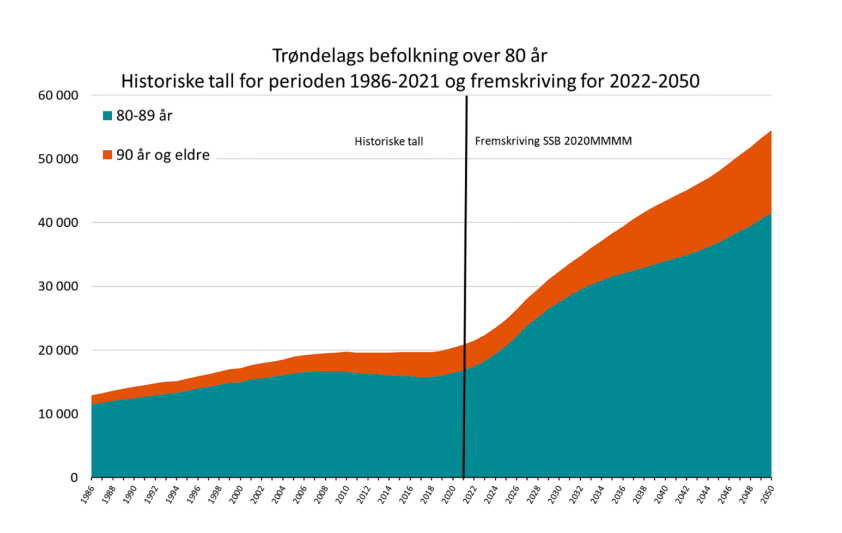 Trøndelags befolkning over 80 år
Historiske tall for perioden 1986-2021 og fremskriving for 2022-2050
60 000
80-89 år
Historiske tall
Fremskriving SSB 2020MMMM
90 år og eldre
50 000
40 000
30 000
20 000
10 000
0
1986 1988 1990 1992 1994 1996 1998 2000 2002 2004 2006 2008 2010 2012 2014 2016 2018 2020 2022 2024 2026 2028 2030 2032 2034 2036 2038 2040 2042 2044 2046 2048 2050